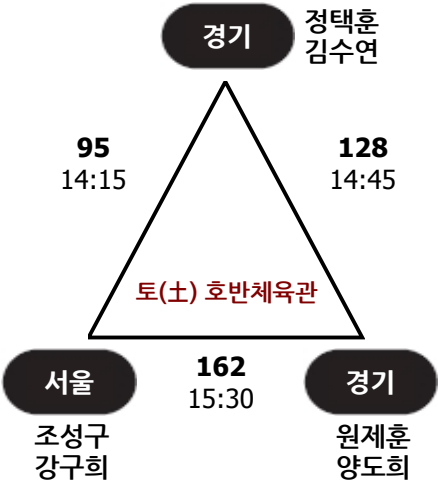 경기
정택훈
김수연
95
14:15
128
14:45
토(土) 호반체육관
서울
162
15:30
경기
조성구
강구희
원제훈
양도희